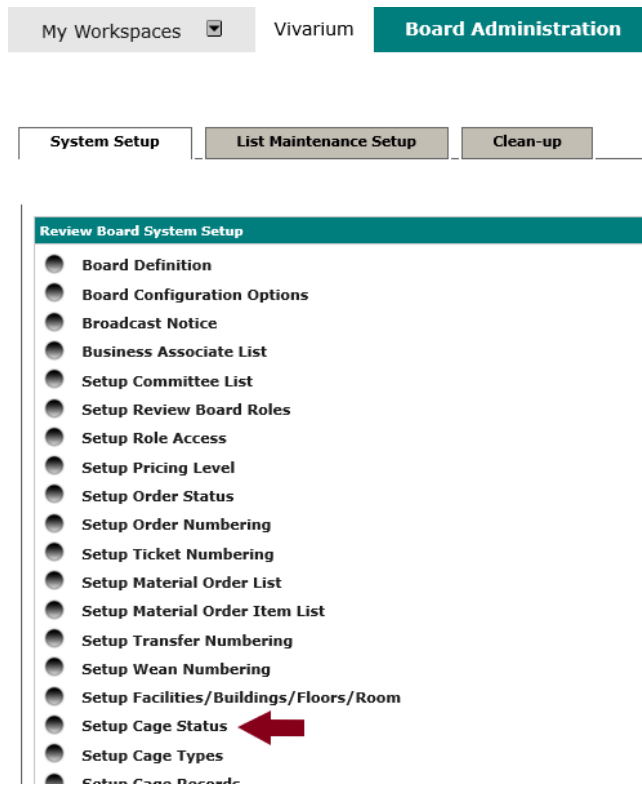 My Workspaces Vivarium Board Administration
System Setup List Maintenance Setup Clean-up
Review Board System Setup
Board Definition
Board Configuration Options
Broadcast Notice
Business Associate List
Setup Committee List
Setup Review Board Roles
Setup Role Access
Setup Pricing Level
Setup Order Status
Setup Order Numbering
Setup Ticket Numbering
Setup Material Order List
Setup Material Order Item List
Setup Transfer Numbering
Setup Wean Numbering
Setup Facilities/Buildings/Floors/Room
Setup Cage Status
Setup Cage Types
Setup Cage Records